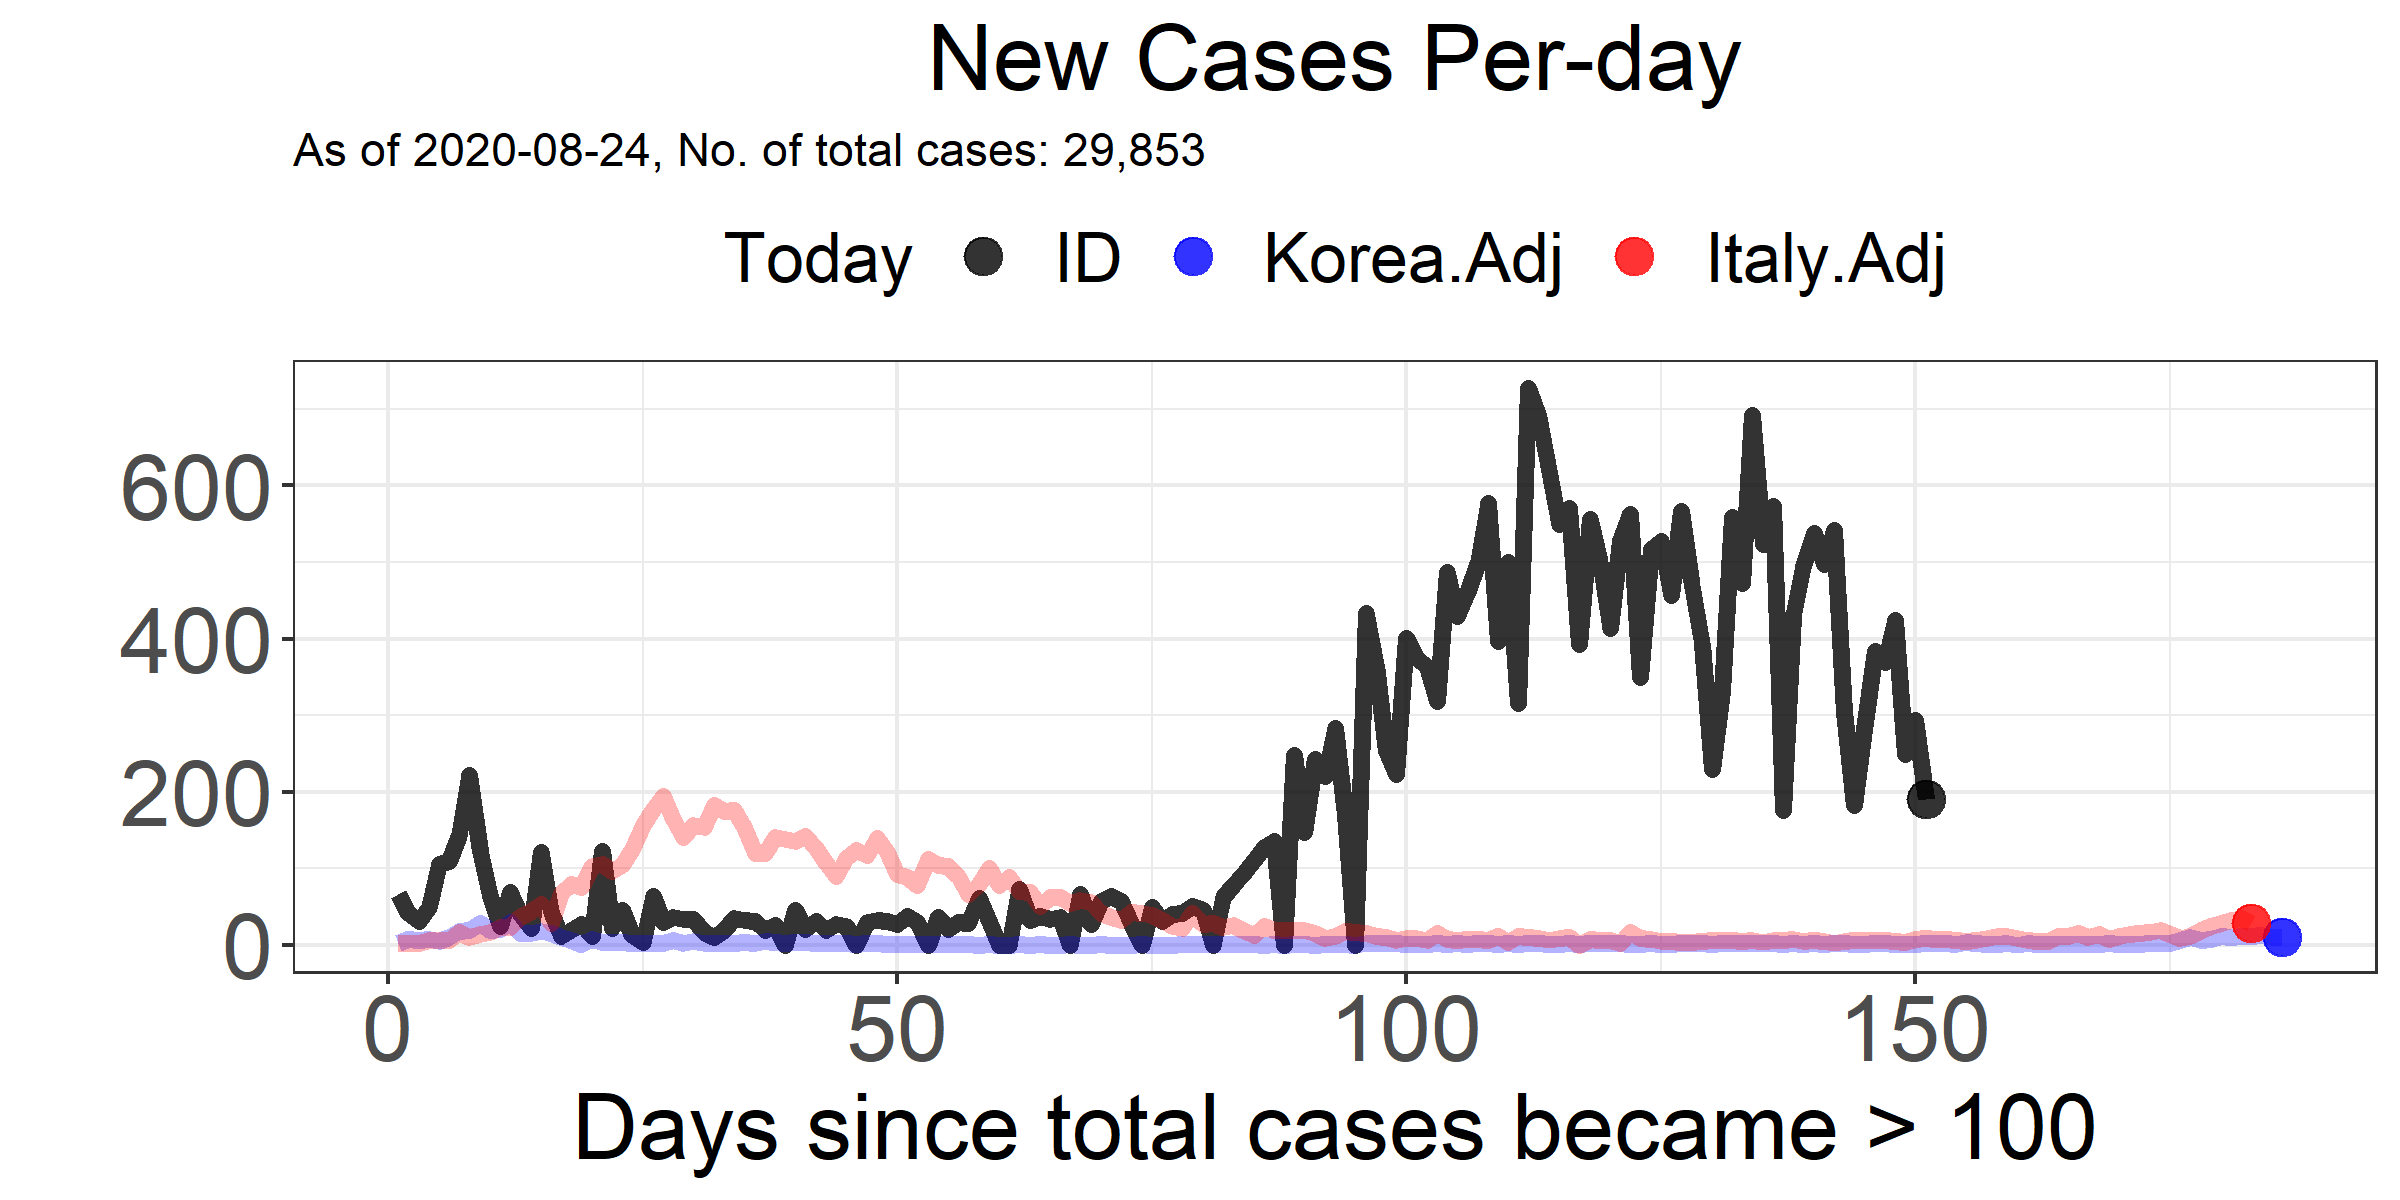 New Cases Per-day
As of 2020-08-24, No. of total cases: 29,853
Today ID Korea.Adj Italy.Adj
600
400
200
0
0 50 100 150
Days since total cases became > 100